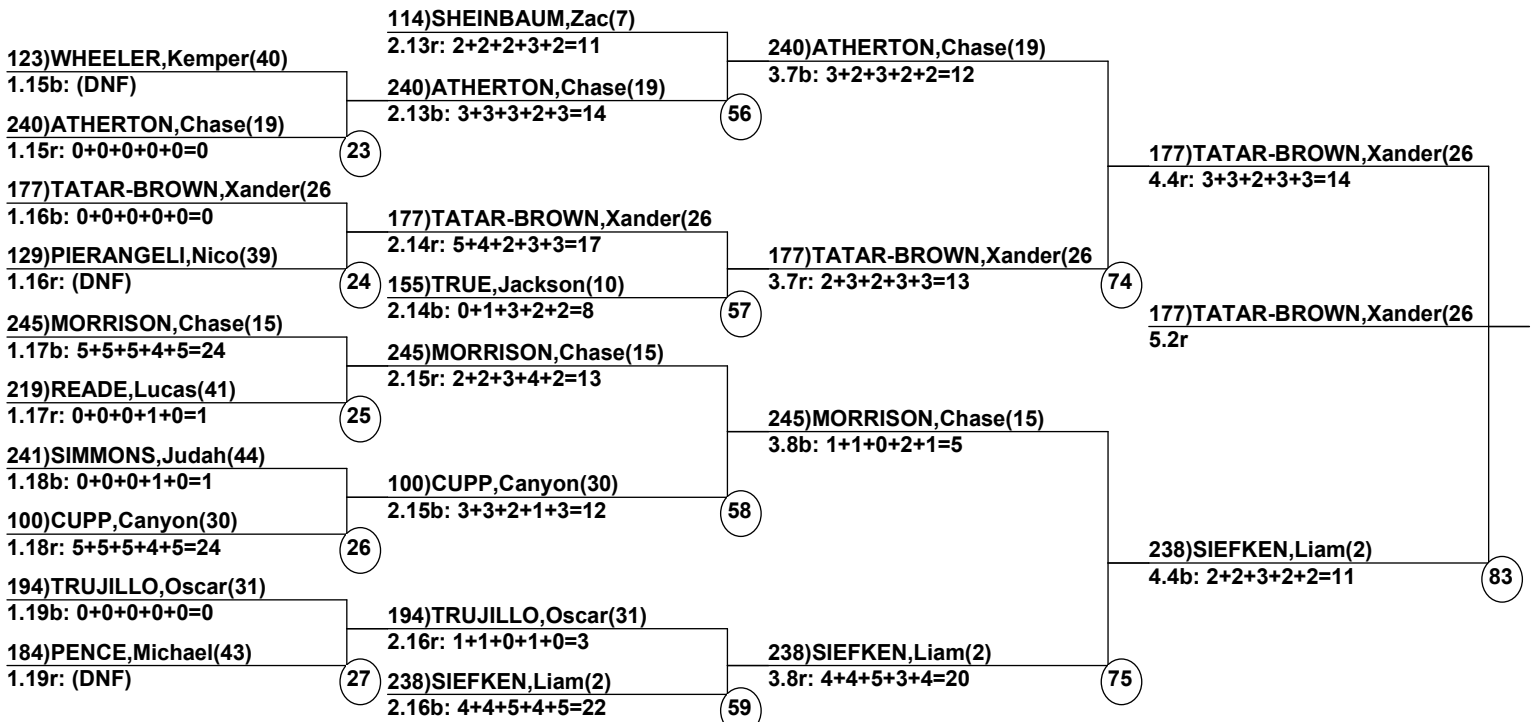 123)WHEELER,Kemper(40)
1.15b: (DNF)
240)ATHERTON,Chase(19)
1.15r: 0+0+0+0+0=0
23
177)TATAR-BROWN,Xander(26
1.16b: 0+0+0+0+0=0
129)PIERANGELI,Nico(39)
1.16r: (DNF)
24
245)MORRISON,Chase(15)
1.17b: 5+5+5+4+5=24
219)READE,Lucas(41)
1.17r: 0+0+0+1+0=1
25
241)SIMMONS,Judah(44)
1.18b: 0+0+0+1+0=1
100)CUPP,Canyon(30)
1.18r: 5+5+5+4+5=24
26
194)TRUJILLO,Oscar(31)
1.19b: 0+0+0+0+0=0
184)PENCE,Michael(43)
1.19r: (DNF)
27
114)SHEINBAUM,Zac(7)
2.13r: 2+2+2+3+2=11
240)ATHERTON,Chase(19)
2.13b: 3+3+3+2+3=14
56
177)TATAR-BROWN,Xander(26
2.14r: 5+4+2+3+3=17
155)TRUE,Jackson(10)
2.14b: 0+1+3+2+2=8
57
245)MORRISON,Chase(15)
2.15r: 2+2+3+4+2=13
100)CUPP,Canyon(30)
2.15b: 3+3+2+1+3=12
58
194)TRUJILLO,Oscar(31)
2.16r: 1+1+0+1+0=3
238)SIEFKEN,Liam(2)
2.16b: 4+4+5+4+5=22
59
240)ATHERTON,Chase(19)
3.7b: 3+2+3+2+2=12
177)TATAR-BROWN,Xander(26
3.7r: 2+3+2+3+3=13
74
245)MORRISON,Chase(15)
3.8b: 1+1+0+2+1=5
238)SIEFKEN,Liam(2)
3.8r: 4+4+5+3+4=20
75
177)TATAR-BROWN,Xander(26
4.4r: 3+3+2+3+3=14
177)TATAR-BROWN,Xander(26
5.2r
238)SIEFKEN,Liam(2)
4.4b: 2+2+3+2+2=11
83